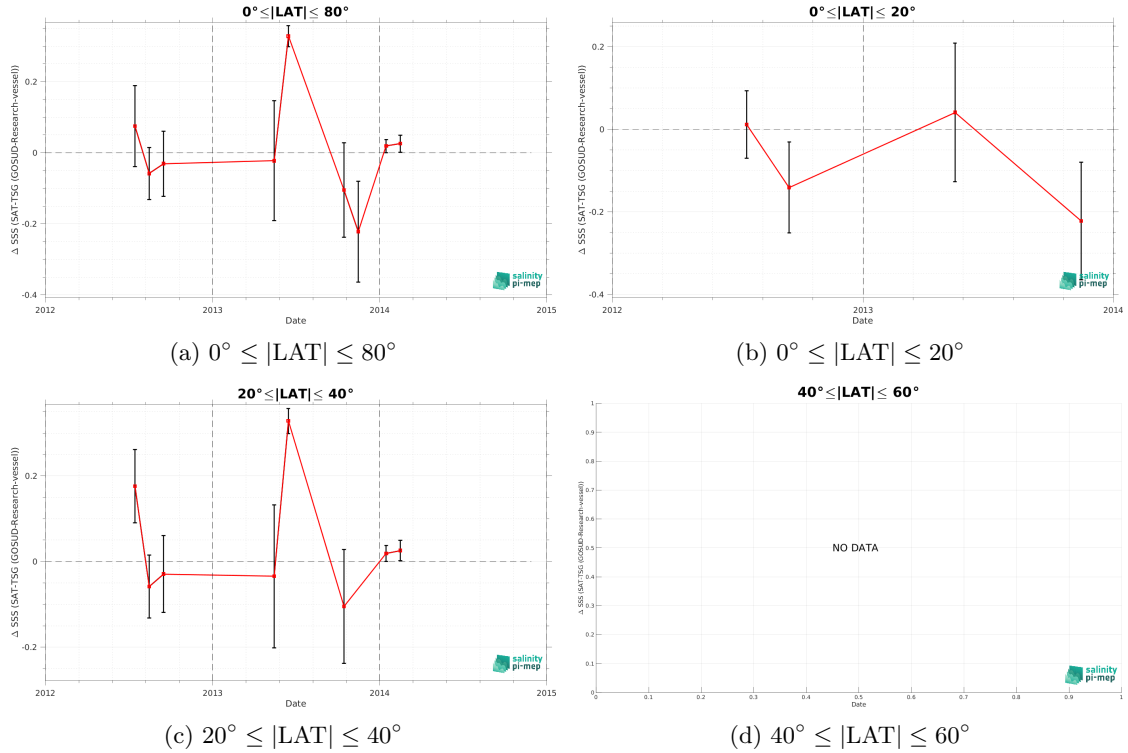 0°≤|LAT|≤ 80°
Δ SSS (SAT-TSG (GOSUD-Research-vessel))
0.2
0
-0.2
-0.4
2012
2013
2014
2015
Date
salinity
pi-mep
(a) 0° ≤ |LAT| ≤ 80°
0°≤|LAT|≤ 20°
Δ SSS (SAT-TSG (GOSUD-Research-vessel))
0.2
0
-0.2
-0.4
2012
2013
2014
Date
salinity
pi-mep
(b) 0° ≤ |LAT| ≤ 20°
20°≤|LAT|≤ 40°
Δ SSS (SAT-TSG (GOSUD-Research-vessel))
0.2
0
-0.2
2012
2013
2014
2015
Date
salinity
pi-mep
(c) 20° ≤ |LAT| ≤ 40°
40°≤|LAT|≤ 60°
Δ SSS (SAT-TSG (GOSUD-Research-vessel))
1
0.9
0.8
0.7
0.6
0.5
0.4
0.3
0.2
0.1
0
NO DATA
0
0.1
0.2
0.3
0.4
0.5
0.6
0.7
0.8
0.9
1
Date
salinity
pi-mep
(d) 40° ≤ |LAT| ≤ 60°